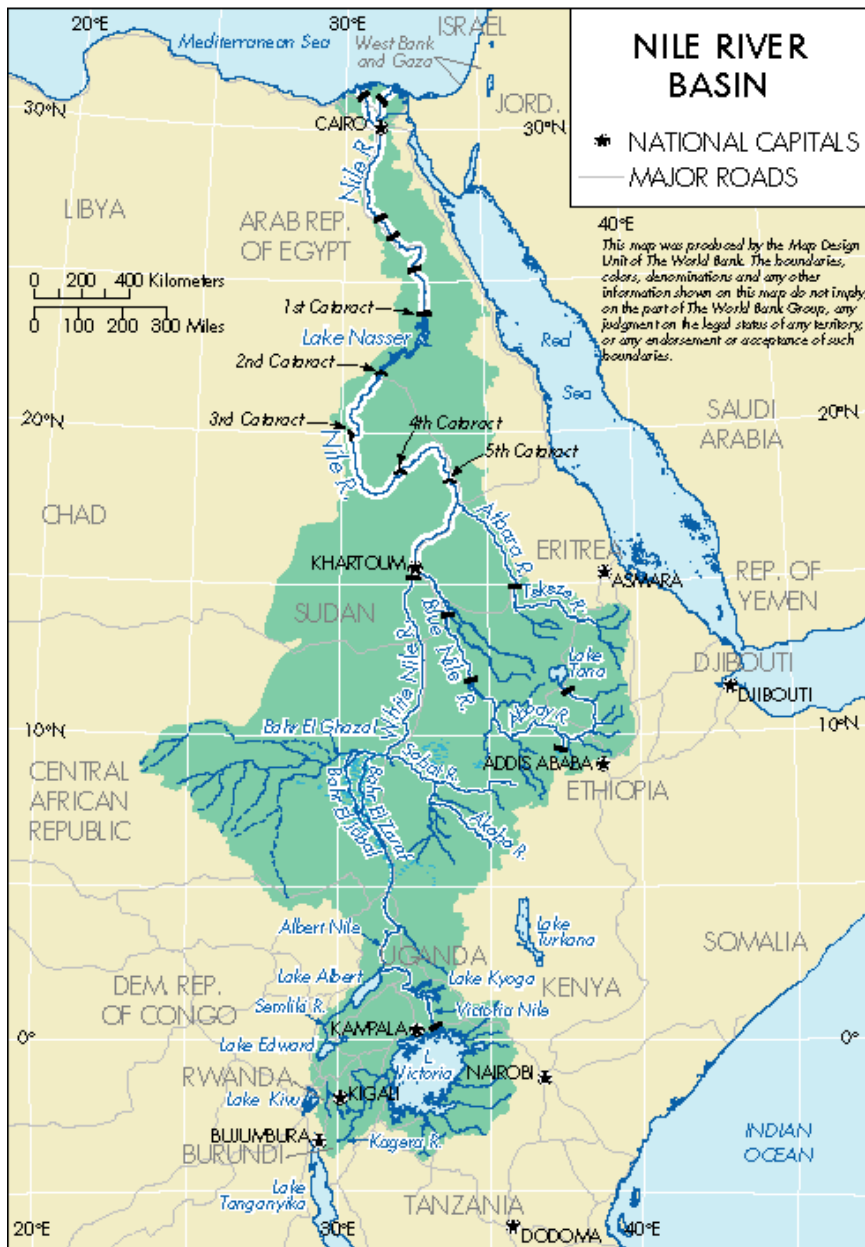 20°E
30°E
ISRAEL
Mediterranean Sea
West Bank
and Gaza
NILE RIVER
BASIN
NATIONAL CAPITALS
MAJOR ROADS
30°N
JORD.
30°N
CAIRO
Nile R.
LIBYA
ARAB REP.
OF EGYPT
40°E
This map was produced by the Map Design
Unit of The World Bank. The boundaries,
colors, denominations and any other
information shown on this map do not imply,
on the part of The World Bank Group, any
judgment on the legal status of any territory,
or any endorsement or acceptance of such
boundaries.
0 200 400 Kilometers
0 100 200 300 Miles
1st Cataract
Lake Nasser
2nd Cataract
Red
Sea
SAUDI
ARABIA
20°N
20°N
3rd Cataract
4th Cataract
5th Cataract
Nile R.
CHAD
Atbara R.
ERITREA
KHARTOUM
ASMARA
REP. OF
YEMEN
Tekeze R.
SUDAN
Blue Nile R.
White Nile R.
Lake
Tana
DJIBOUTI
DJIBOUTI
Abbay R.
10°N
10°N
Bahr El Ghazal
CENTRAL
AFRICAN
REPUBLIC
Sobat R.
ADDIS ABABA
ETHIOPIA
Bahr El Jebal
Bahr El Zaraf
Akobo R.
Albert Nile
UGANDA
Lake
Turkana
SOMALIA
Lake Albert
Lake Kyoga
KENYA
DEM. REP.
OF CONGO
Semliki R.
Victoria Nile
KAMPALA
0°
0°
Lake Edward
L.
Victoria
NAIROBI
RWANDA
KIGALI
Lake Kivu
BUJUMBURA
Kagera R.
BURUNDI
INDIAN
OCEAN
Lake
Tanganyika
TANZANIA
20°E
30°E
DODOMA
40°E